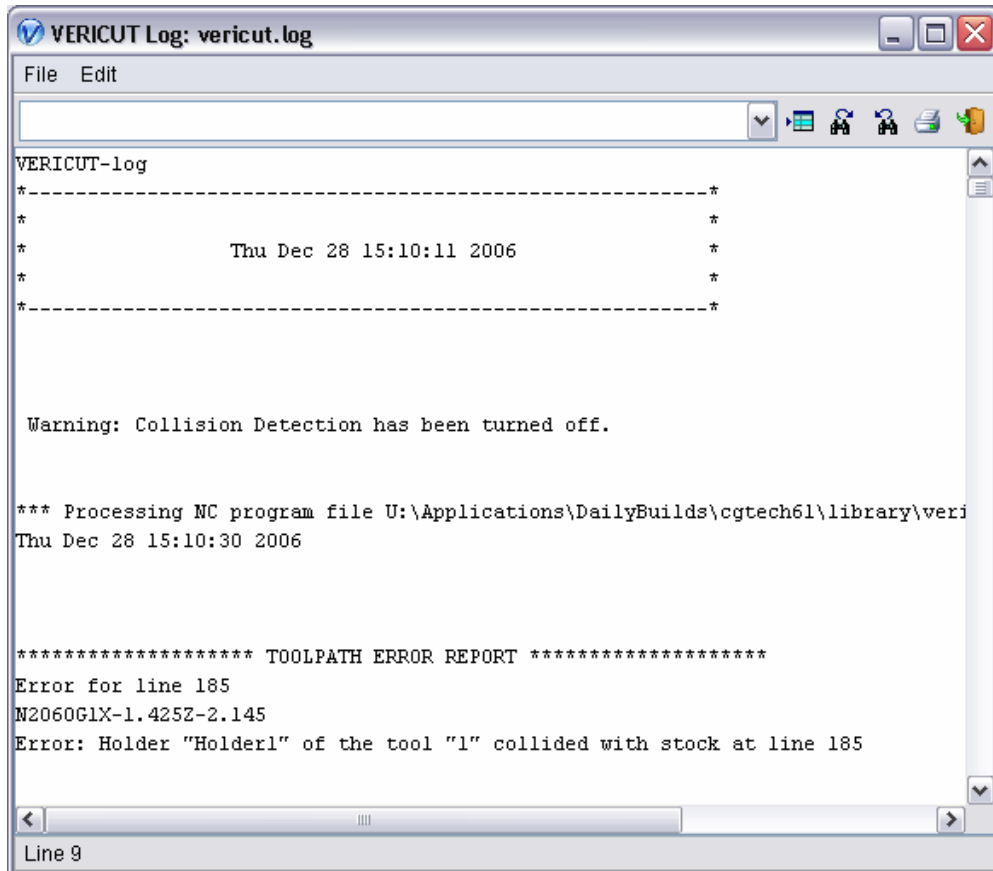 VERICUT Log: vericut.log
File Edit
VERICUT-log
*---------------------------------------------------------*
* *
* Thu Dec 28 15:10:11 2006 *
* *
*---------------------------------------------------------*
Warning: Collision Detection has been turned off.
*** Processing NC program file U:\Applications\DailyBuilds\cgtech61\library\veri
Thu Dec 28 15:10:30 2006
******************** TOOLPATH ERROR REPORT ********************
Error for line 185
N2060G1X-1.425Z-2.145
Error: Holder "Holder1" of the tool "1" collided with stock at line 185
Line 9